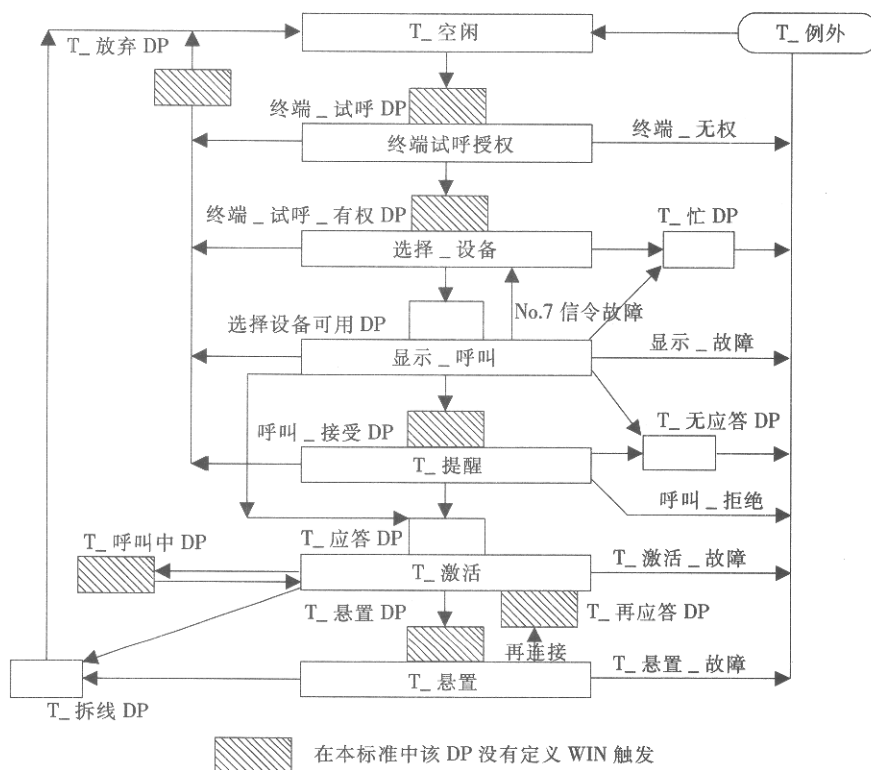 T_空闲
T_例外
T_放弃 DP
终端_试呼 DP
终端试呼授权
终端_无权
终端_试呼_有权 DP
选择_设备
T_忙 DP
No.7 信令故障
选择设备可用 DP
显示_呼叫
显示_故障
呼叫_接受 DP
T_无应答 DP
T_提醒
呼叫_拒绝
T_应答 DP
T_呼叫中 DP
T_激活
T_激活_故障
T_悬置 DP
T_再应答 DP
再连接
T_悬置
T_悬置_故障
T_拆线 DP
在本标准中该 DP 没有定义 WIN 触发